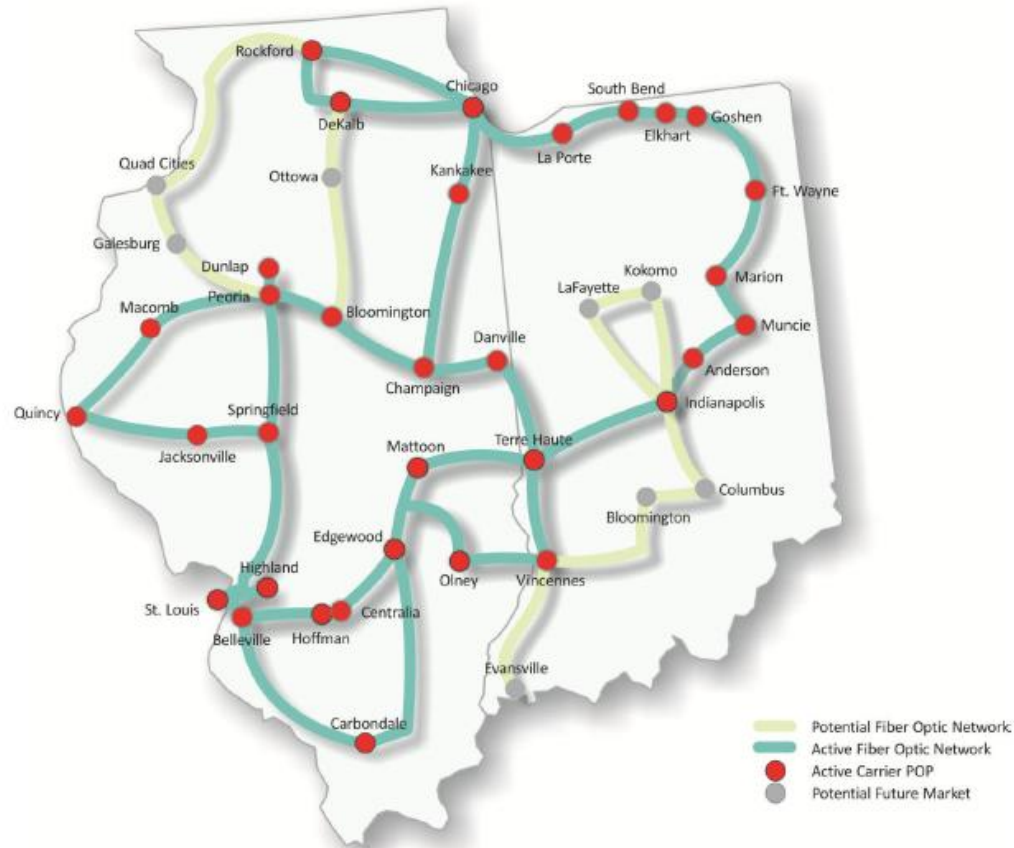 Rockford
Chicago
South Bend
DeKalb
Goshen
Elkhart
La Porte
Quad Cities
Ottowa
Kankakee
Ft. Wayne
Galesburg
Dunlap
Kokomo
Marion
LaFayette
Peoria
Macomb
Bloomington
Muncie
Danville
Anderson
Champaign
Indianapolis
Quincy
Springfield
Terre Haute
Mattoon
Jacksonville
Columbus
Bloomington
Edgewood
Highland
Olney
Vincennes
St. Louis
Centralia
Belleville
Hoffman
Evansville
Carbondale
Potential Fiber Optic Network
Active Fiber Optic Network
Active Carrier POP
Potential Future Market